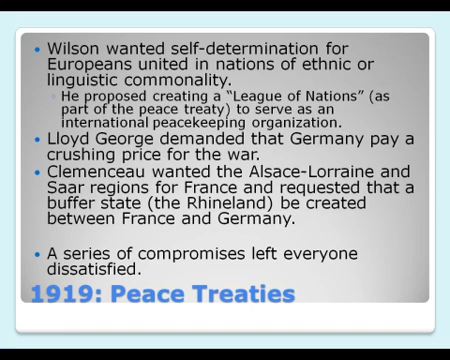 Wilson wanted self-determination for
Europeans united in nations of ethnic or
linguistic commonality.
He proposed creating a “League of Nations” (as
part of the peace treaty) to serve as an
international peacekeeping organization.
Lloyd George demanded that Germany pay a
crushing price for the war.
Clemenceau wanted the Alsace-Lorraine and
Saar regions for France and requested that a
buffer state (the Rhineland) be created
between France and Germany.
A series of compromises left everyone
dissatisfied.
1919: Peace Treaties